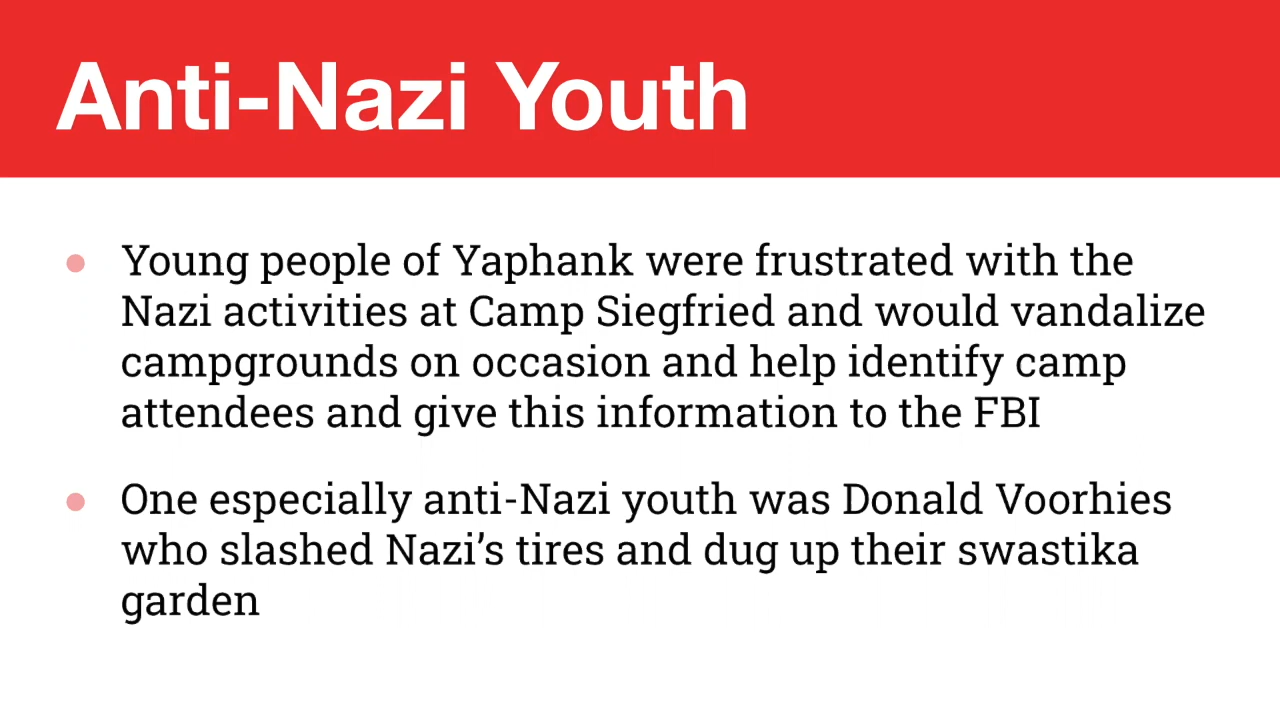 Anti-Nazi Youth
● Young people of Yaphank were frustrated with the
Nazi activities at Camp Siegfried and would vandalize
campgrounds on occasion and help identify camp
attendees and give this information to the FBI
● One especially anti-Nazi youth was Donald Voorhies
who slashed Nazi’s tires and dug up their swastika
garden